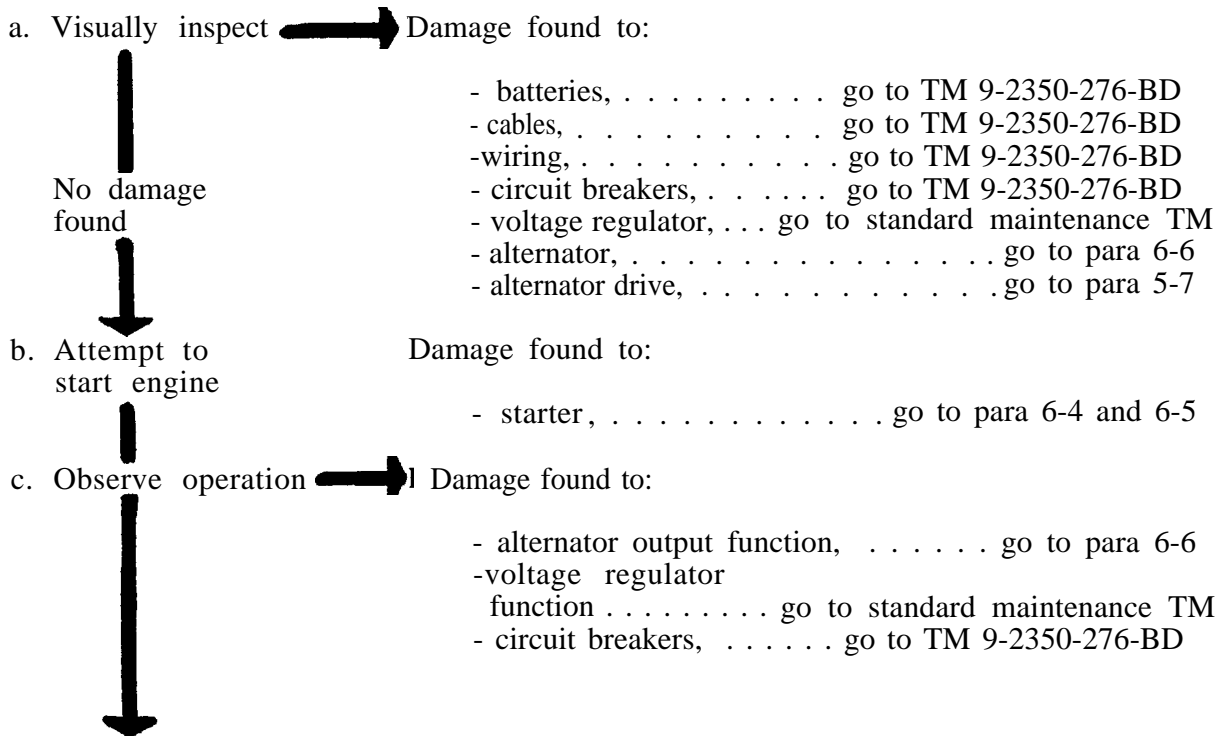 a. Visually inspect Damage found to:
- batteries, . . . . . . . . . go to TM 9-2350-276-BD
- cables, . . . . . . . . . go to TM 9-2350-276-BD
-wiring, . . . . . . . . . . go to TM 9-2350-276-BD
No damage
found
- circuit breakers, . . . . . . go to TM 9-2350-276-BD
- voltage regulator, . . . go to standard maintenance TM
- alternator, . . . . . . . . . . . . . . . go to para 6-6
- alternator drive, . . . . . . . . . . . . go to para 5-7
b. Attempt to
start engine
Damage found to:
- starter, . . . . . . . . . . . . go to para 6-4 and 6-5
c. Observe operation Damage found to:
- alternator output function, . . . . . . go to para 6-6
-voltage regulator
function . . . . . . . . . go to standard maintenance TM
- circuit breakers, . . . . . . go to TM 9-2350-276-BD